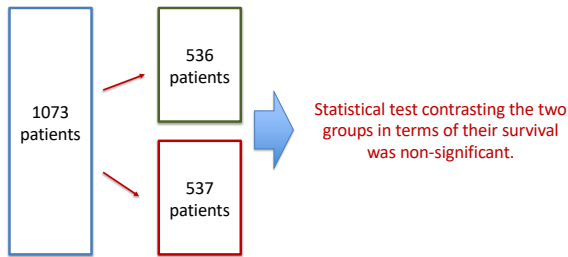 1073
patients
536
patients
537
patients
Statistical test contrasting the two
groups in terms of their survival
was non-significant.